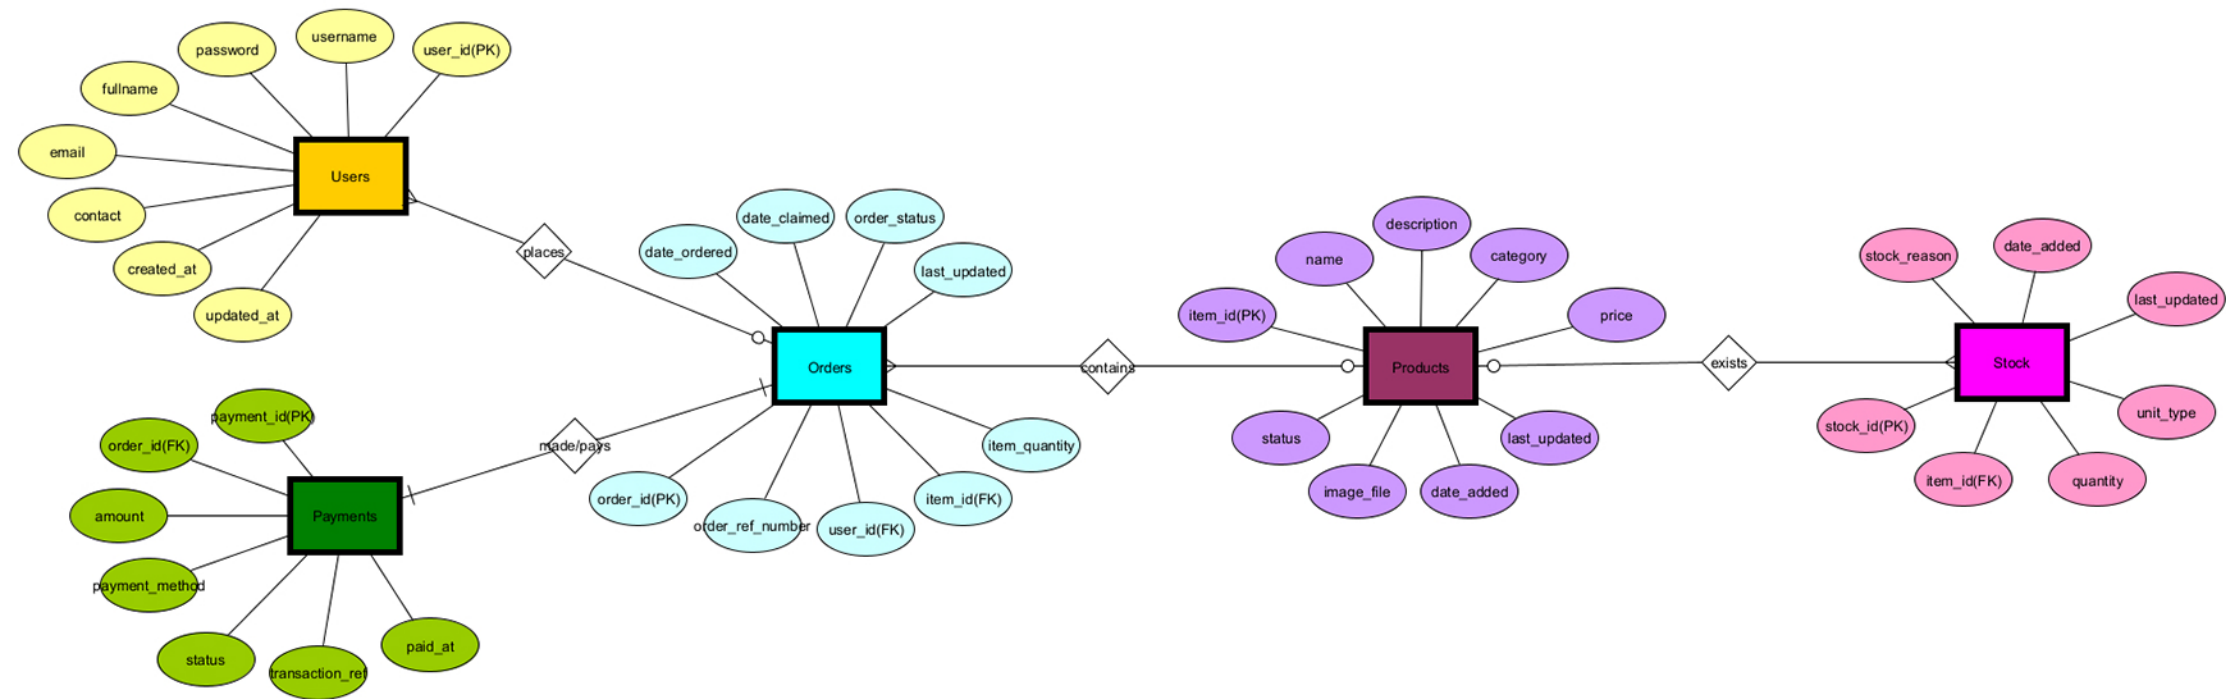 username
password
user_id(PK)
fullname
email
Users
contact
created_at
updated_at
places
date_ordered
date_claimed
order_status
last_updated
Orders
order_id(PK)
order_ref_number
user_id(FK)
item_id(FK)
item_quantity
made/pays
payment_id(PK)
order_id(FK)
amount
Payments
payment_method
status
transaction_ref
paid_at
contains
item_id(PK)
name
description
category
price
Products
status
image_file
date_added
last_updated
exists
stock_reason
date_added
last_updated
Stock
stock_id(PK)
item_id(FK)
quantity
unit_type